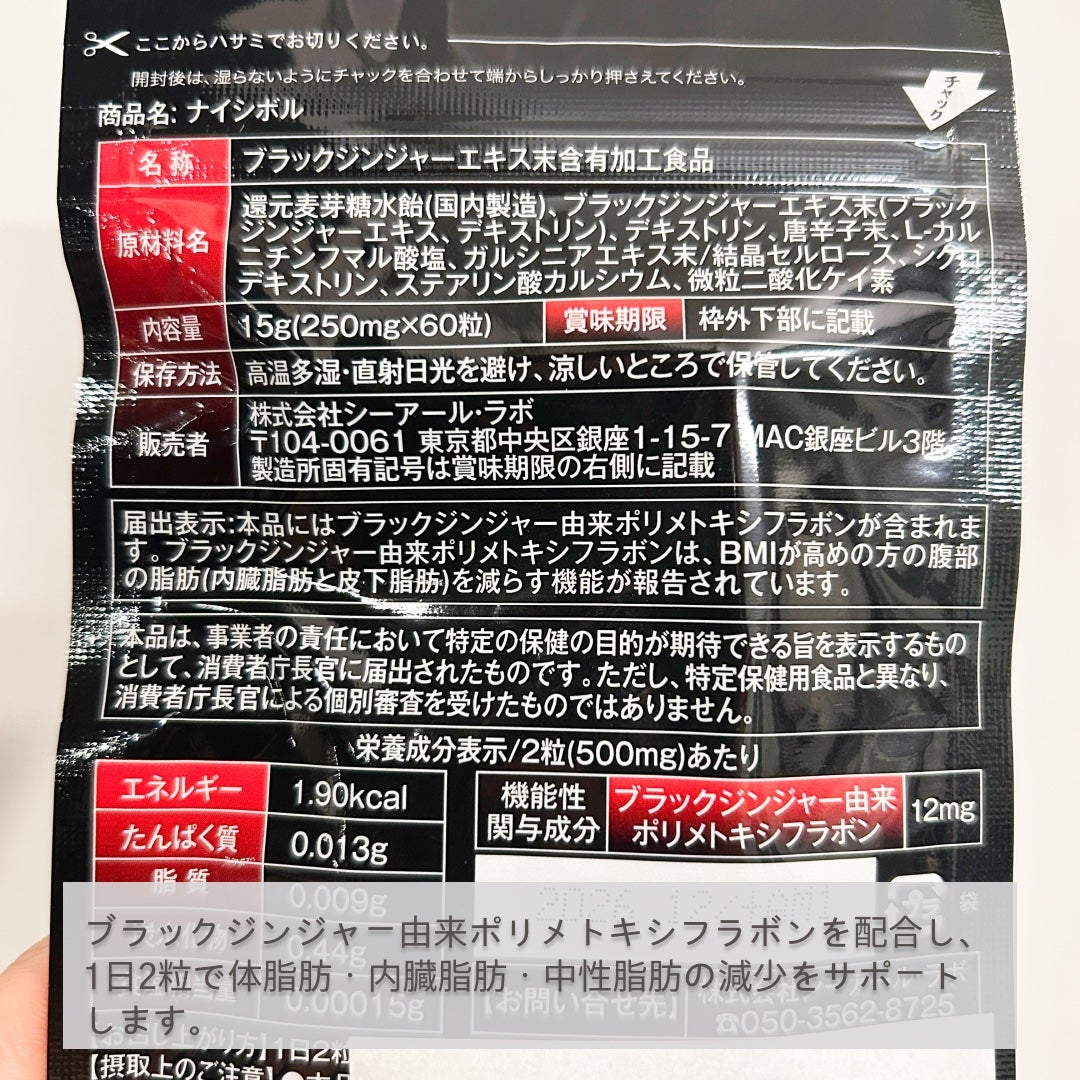 ここからハサミでお切りください。
開封後は、湿らないようにチャックを合わせて端からしっかり押さえてください。
チャック
商品名: ナイシボル
名称 ブラックジンジャーエキス末含有加工食品
原材料名 還元麦芽糖水飴(国内製造)、ブラックジンジャーエキス末(ブラック
ジンジャーエキス、デキストリン)、デキストリン、唐辛子末、L-カル
ニチンフマル酸塩、ガルシニアエキス末/結晶セルロース、シクロ
デキストリン、ステアリン酸カルシウム、微粒二酸化ケイ素
内容量 15g(250mg×60粒) 賞味期限 枠外下部に記載
保存方法 高温多湿・直射日光を避け、涼しいところで保管してください。
販売者 株式会社シーアール・ラボ
〒104-0061 東京都中央区銀座1-15-7 MAC銀座ビル3階
製造所固有記号は賞味期限の右側に記載
届出表示:本品にはブラックジンジャー由来ポリメトキシフラボンが含まれま
す。ブラックジンジャー由来ポリメトキシフラボンは、BMIが高めの方の腹部
の脂肪(内臓脂肪と皮下脂肪)を減らす機能が報告されています。
本品は、事業者の責任において特定の保健の目的が期待できる旨を表示するもの
として、消費者庁長官に届出されたものです。ただし、特定保健用食品と異なり、
消費者庁長官による個別審査を受けたものではありません。
栄養成分表示/2粒(500mg)あたり
エネルギー 1.90kcal
たんぱく質 0.013g
脂質 0.009g
0.44g
0.00015g
機能性
関与成分
ブラックジンジャー由来
ポリメトキシフラボン
12mg
プラ
袋
【お問い合せ先】
☎050-3562-8725
ブラックジンジャー由来ポリメトキシフラボンを配合し、
1日2粒で体脂肪・内臓脂肪・中性脂肪の減少をサポート
します。
1日2粒
【摂取上のご注意】